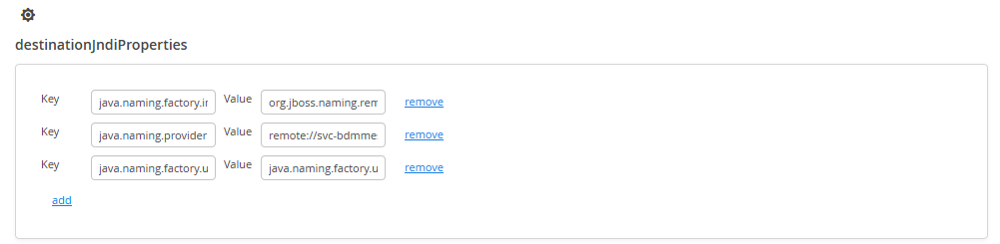 destinationJndiProperties
Key java.naming.factory.in Value org.jboss.naming.rem remove
Key java.naming.provider Value remote://svc-bdmme remove
Key java.naming.factory.u Value java.naming.factory.u remove
add